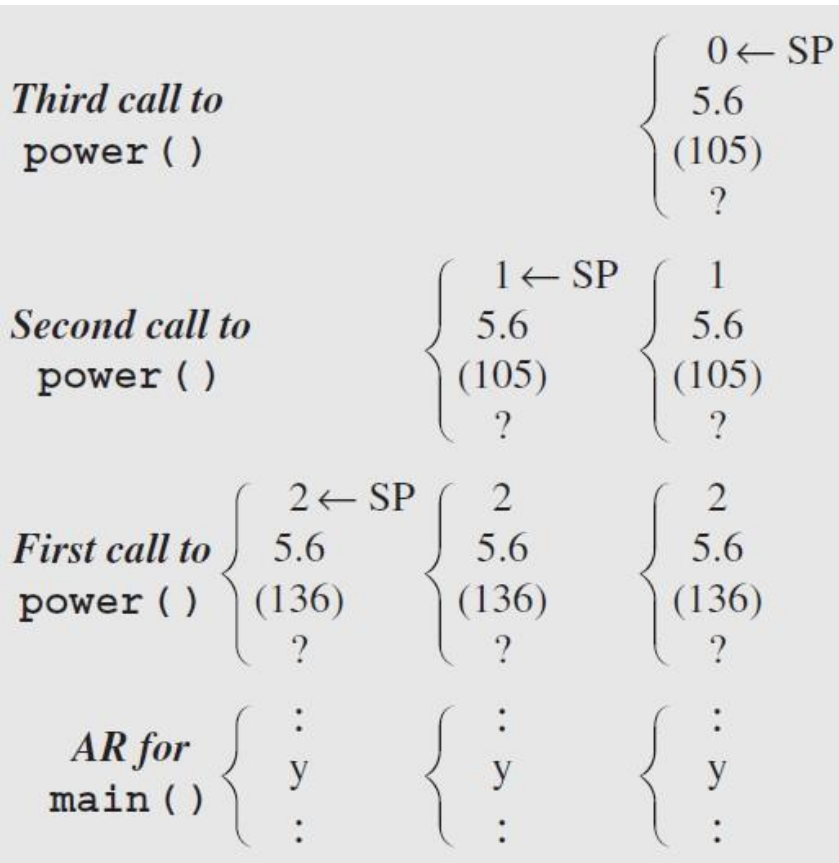 0 ← SP
Third call to 5.6
power ( ) (105)
?
1 ← SP 1
Second call to 5.6 5.6
power ( ) (105) (105)
? ?
2 ← SP 2 2
First call to 5.6 5.6 5.6
power ( ) (136) (136) (136)
? ? ?
: : :
AR for y y y
main ( ) : : :